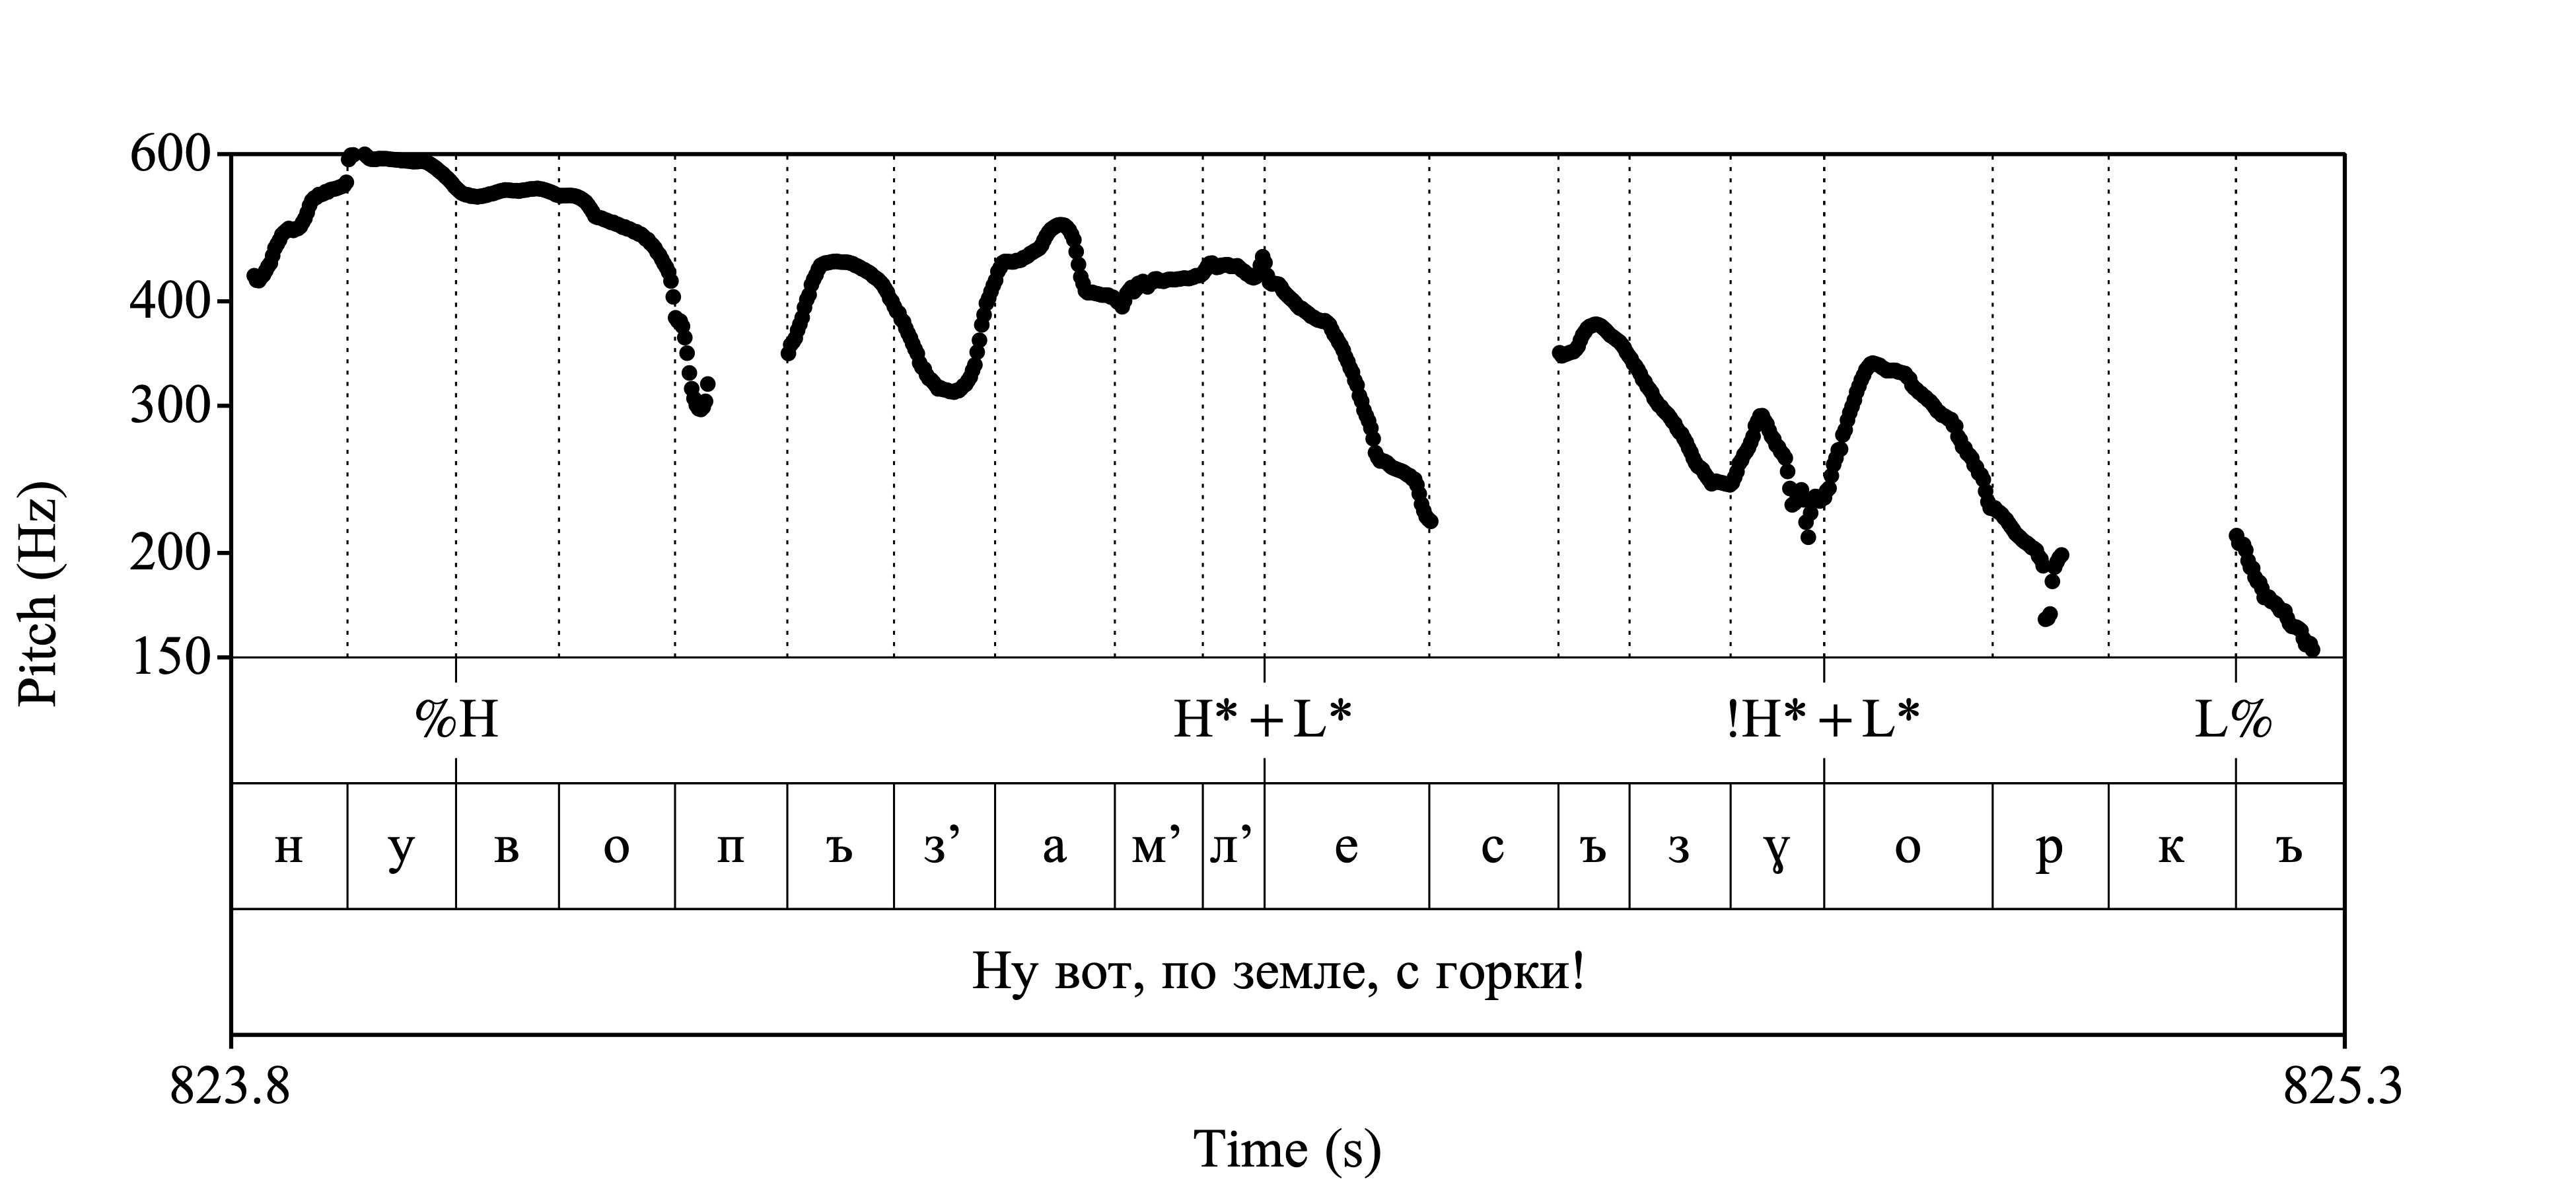 600
400
300
200
150
Pitch (Hz)
%H H* + L* !H* + L* L%
н у в о п ъ з’ а м’ л’ е с ъ з ɣ о р к ъ
Ну вот, по земле, с горки!
823.8 825.3
Time (s)